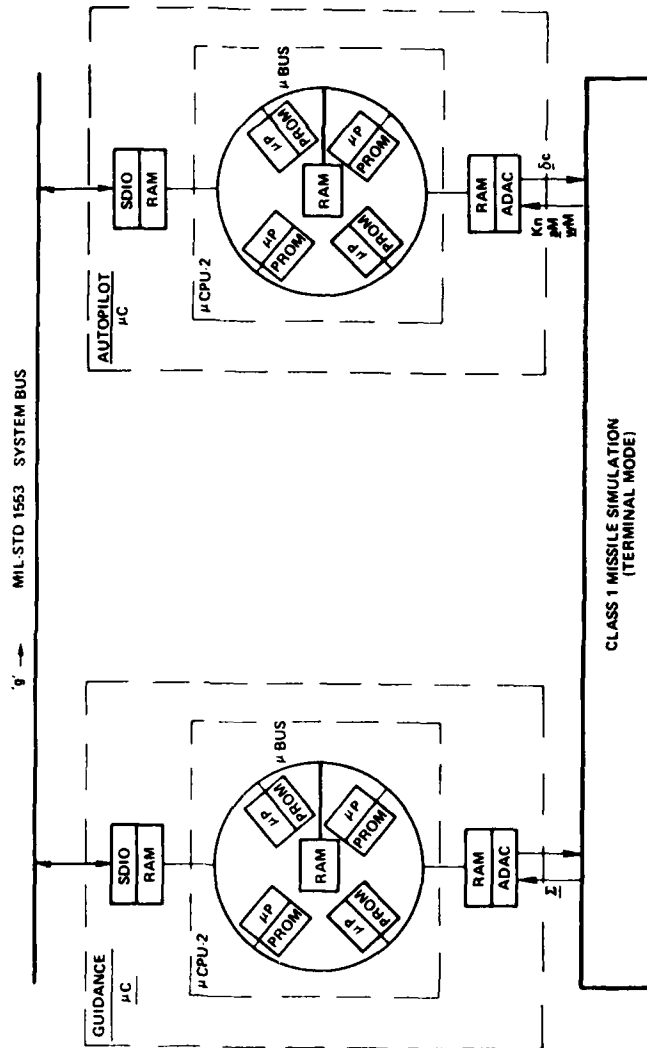 'g' → MIL-STD 1553 SYSTEM BUS
GUIDANCE
μC
SDIO
RAM
μCPU-2
μ BUS
μP
PROM
μP
PROM
RAM
μP
PROM
μP
PROM
RAM
ADAC
Σ
AUTOPILOT
μC
SDIO
RAM
μCPU-2
μ BUS
μP
PROM
μP
PROM
RAM
μP
PROM
μP
PROM
RAM
ADAC
Kn
δc
CLASS 1 MISSILE SIMULATION
(TERMINAL MODE)